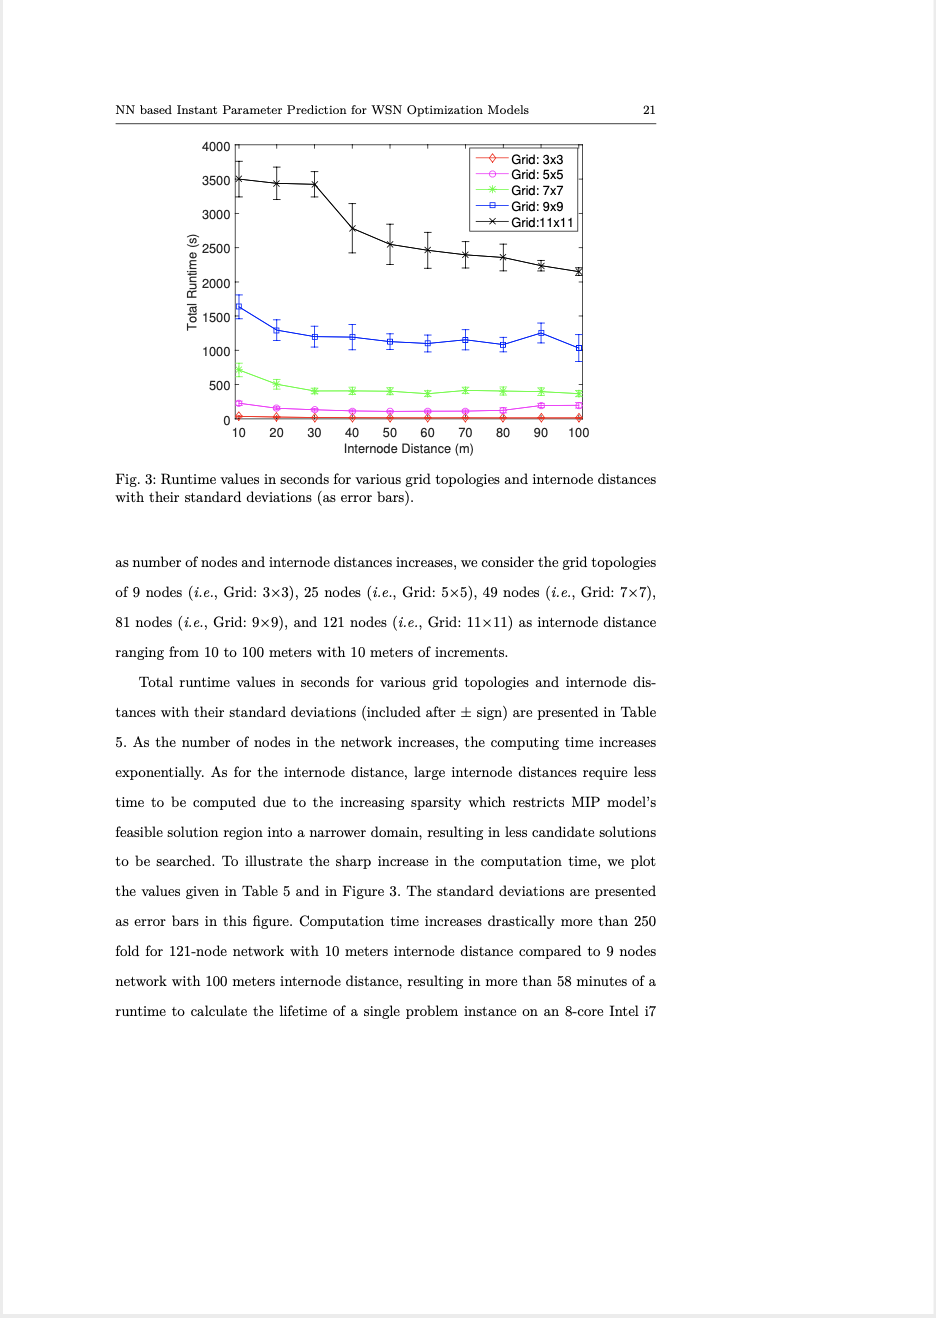 NN based Instant Parameter Prediction for WSN Optimization Models 21
4000
3500
3000
2500
2000
1500
1000
500
0
Total Runtime (s)
10 20 30 40 50 60 70 80 90 100
Internode Distance (m)
Grid: 3x3
Grid: 5x5
Grid: 7x7
Grid: 9x9
Grid:11x11
Fig. 3: Runtime values in seconds for various grid topologies and internode distances
with their standard deviations (as error bars).
as number of nodes and internode distances increases, we consider the grid topologies
of 9 nodes (i.e., Grid: 3×3), 25 nodes (i.e., Grid: 5×5), 49 nodes (i.e., Grid: 7×7),
81 nodes (i.e., Grid: 9×9), and 121 nodes (i.e., Grid: 11×11) as internode distance
ranging from 10 to 100 meters with 10 meters of increments.
Total runtime values in seconds for various grid topologies and internode dis-
tances with their standard deviations (included after ± sign) are presented in Table
5. As the number of nodes in the network increases, the computing time increases
exponentially. As for the internode distance, large internode distances require less
time to be computed due to the increasing sparsity which restricts MIP model's
feasible solution region into a narrower domain, resulting in less candidate solutions
to be searched. To illustrate the sharp increase in the computation time, we plot
the values given in Table 5 and in Figure 3. The standard deviations are presented
as error bars in this figure. Computation time increases drastically more than 250
fold for 121-node network with 10 meters internode distance compared to 9 nodes
network with 100 meters internode distance, resulting in more than 58 minutes of a
runtime to calculate the lifetime of a single problem instance on an 8-core Intel i7